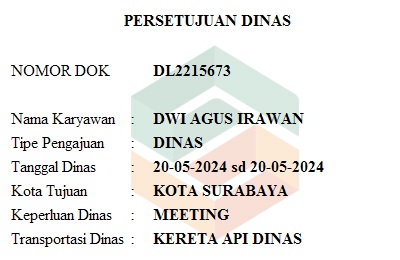 PERSETUJUAN DINAS
NOMOR DOK DL2215673
Nama Karyawan : DWI AGUS IRAWAN
Tipe Pengajuan : DINAS
Tanggal Dinas : 20-05-2024 sd 20-05-2024
Kota Tujuan : KOTA SURABAYA
Keperluan Dinas : MEETING
Transportasi Dinas : KERETA API DINAS